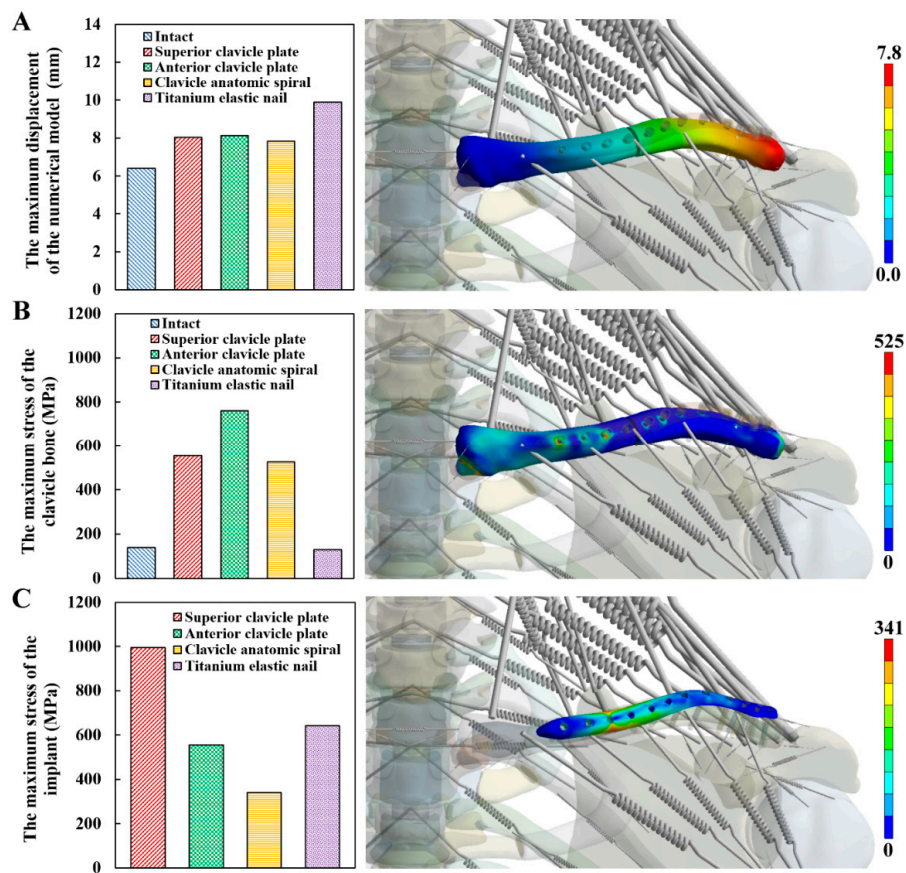 A
The maximum displacement
of the numerical model (mm)
14
12
10
8
6
4
2
0
Intact
Superior clavicle plate
Anterior clavicle plate
Clavicle anatomic spiral
Titanium elastic nail
7.8
0.0
B
The maximum stress of the
clavicle bone (MPa)
1200
1000
800
600
400
200
0
Intact
Superior clavicle plate
Anterior clavicle plate
Clavicle anatomic spiral
Titanium elastic nail
525
0
C
The maximum stress of the
implant (MPa)
1200
1000
800
600
400
200
0
Superior clavicle plate
Anterior clavicle plate
Clavicle anatomic spiral
Titanium elastic nail
341
0